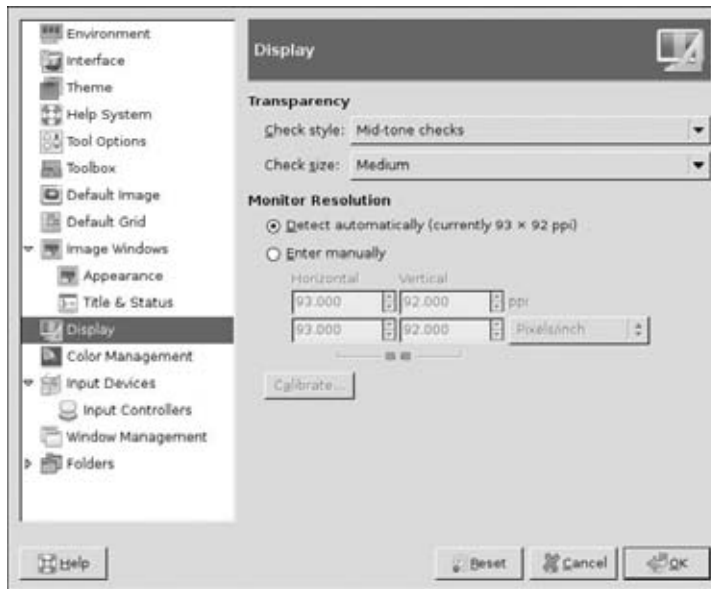 Environment
Interface
Theme
Help System
Tool Options
Toolbox
Default Image
Default Grid
Image Windows
Appearance
Title & Status
Display
Color Management
Input Devices
Input Controllers
Window Management
Folders
Display
Transparency
Check style: Mid-tone checks
Check size: Medium
Monitor Resolution
Detect automatically (currently 93 × 92 ppi)
Enter manually
Horizontal Vertical
93.000 92.000 ppi
93.000 92.000 Pixels/inch
Calibrate...
Help Reset Cancel OK